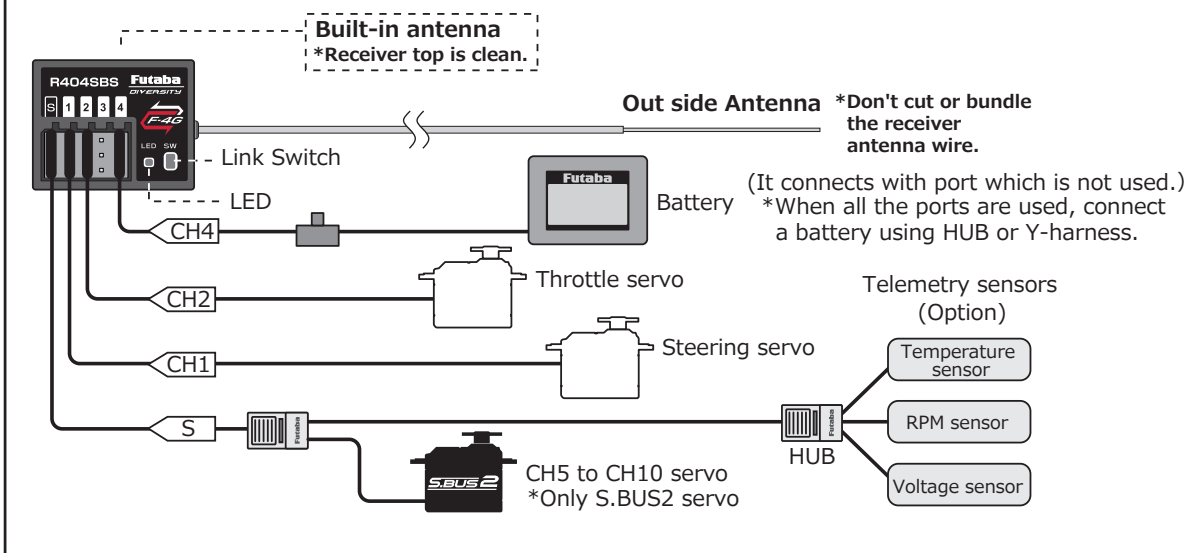 Built-in antenna
*Receiver top is clean.
R404SBS Futaba
DIVERSITY
S 1 2 3 4
F-4G
LED SW
Out side Antenna
*Don't cut or bundle
the receiver
antenna wire.
Link Switch
LED
Futaba
Battery
(It connects with port which is not used.)
*When all the ports are used, connect
a battery using HUB or Y-harness.
CH4
Throttle servo
CH2
Telemetry sensors
(Option)
Steering servo
CH1
Temperature
sensor
S
Futaba
Futaba
HUB
RPM sensor
Voltage sensor
S.BUS2
CH5 to CH10 servo
*Only S.BUS2 servo